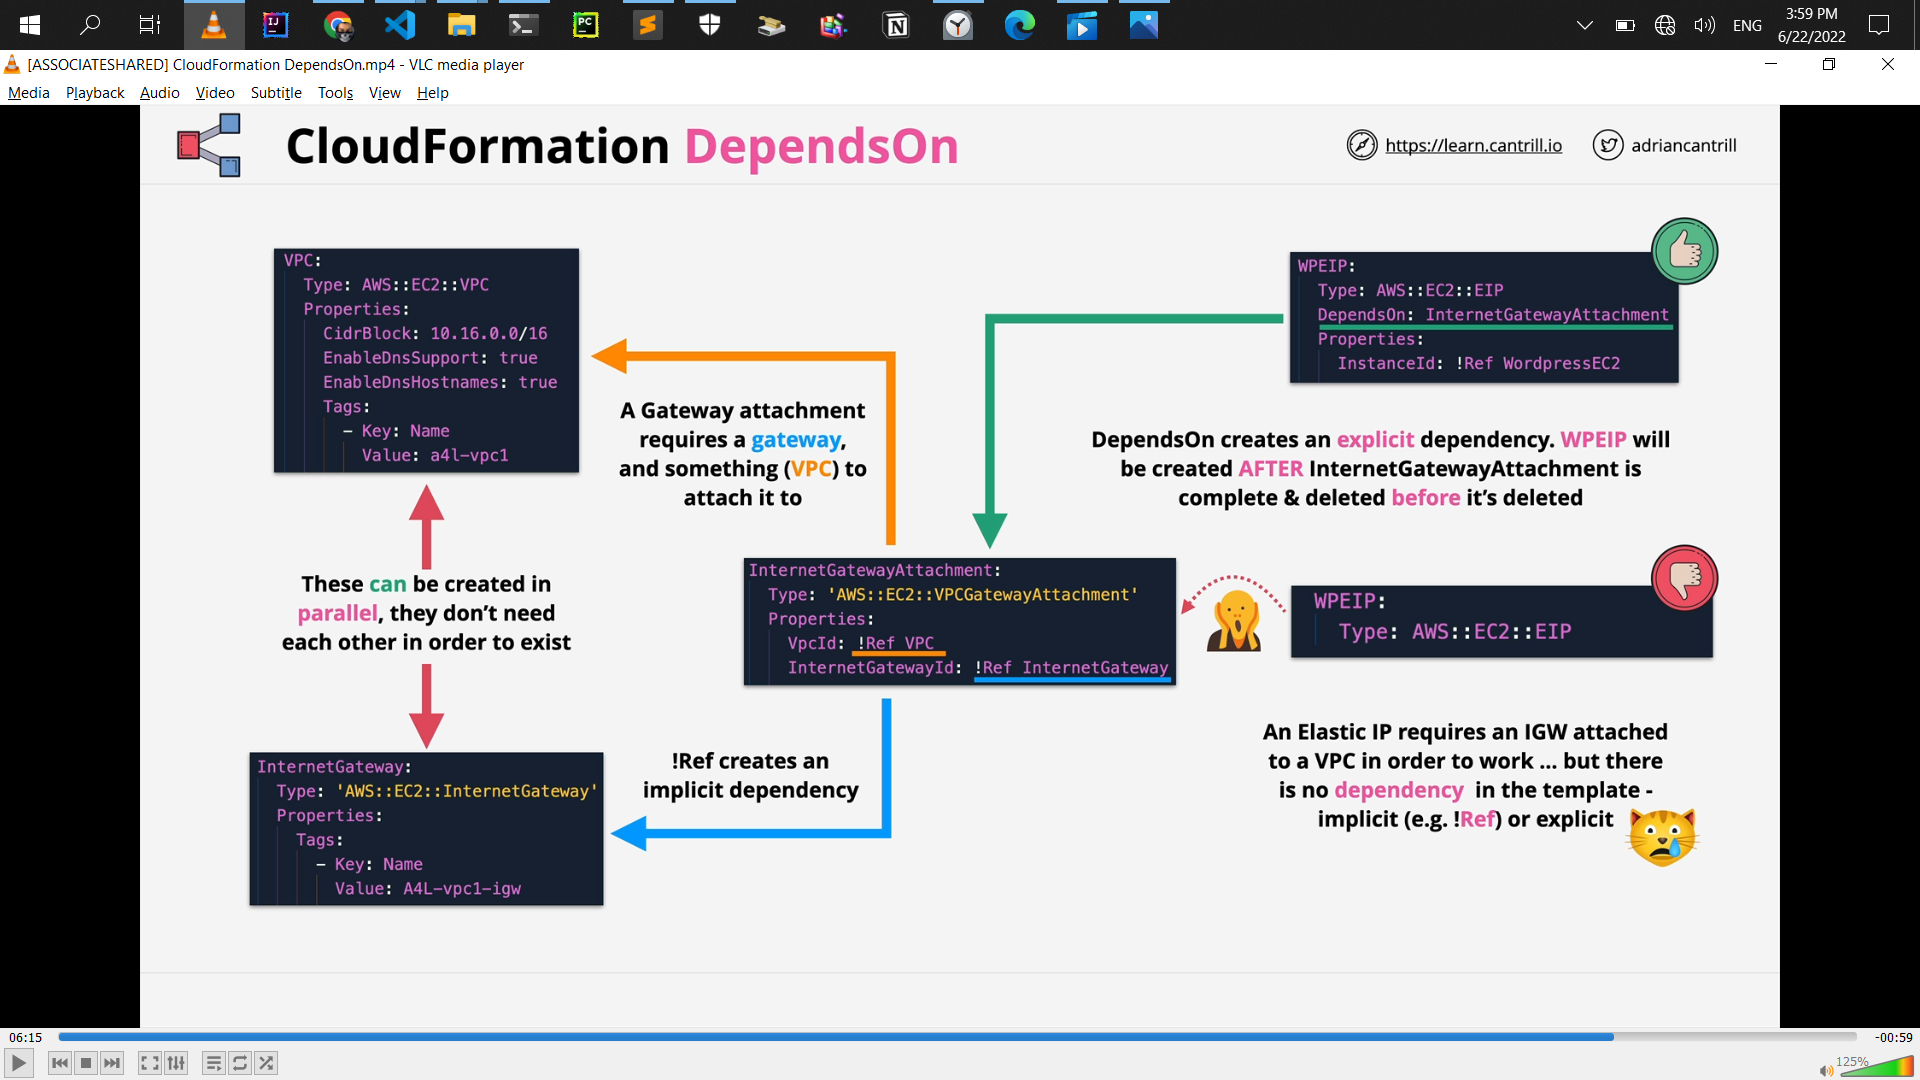 ENG
3:59 PM
6/22/2022
[ASSOCIATESHARED] CloudFormation DependsOn.mp4 - VLC media player
Media Playback Audio Video Subtitle Tools View Help
CloudFormation DependsOn
https://learn.cantrill.io
adriancantrill
VPC:
Type: AWS::EC2::VPC
Properties:
CidrBlock: 10.16.0.0/16
EnableDnsSupport: true
EnableDnsHostnames: true
Tags:
– Key: Name
Value: a4l-vpc1
A Gateway attachment
requires a gateway,
and something (VPC) to
attach it to
WPEIP:
Type: AWS::EC2::EIP
DependsOn: InternetGatewayAttachment
Properties:
InstanceId: !Ref WordpressEC2
DependsOn creates an explicit dependency. WPEIP will
be created AFTER InternetGatewayAttachment is
complete & deleted before it's deleted
These can be created in
parallel, they don't need
each other in order to exist
InternetGatewayAttachment:
Type: 'AWS::EC2::VPCGatewayAttachment'
Properties:
VpcId: !Ref VPC
InternetGatewayId: !Ref InternetGateway
WPEIP:
Type: AWS::EC2::EIP
InternetGateway:
Type: 'AWS::EC2::InternetGateway'
Properties:
Tags:
– Key: Name
Value: A4L-vpc1-igw
!Ref creates an
implicit dependency
An Elastic IP requires an IGW attached
to a VPC in order to work ... but there
is no dependency in the template -
implicit (e.g. !Ref) or explicit
06:15
-00:59
125%